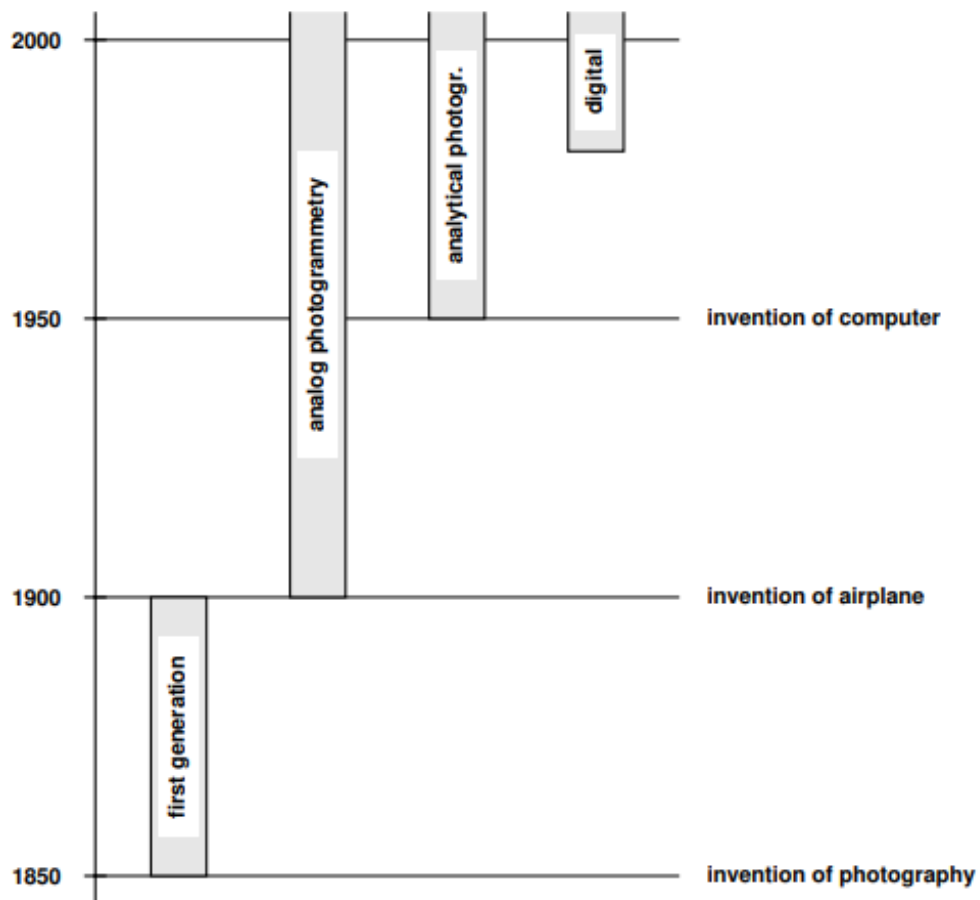 2000
analog photogrammetry
analytical photogr.
digital
1950
invention of computer
1900
invention of airplane
first generation
1850
invention of photography